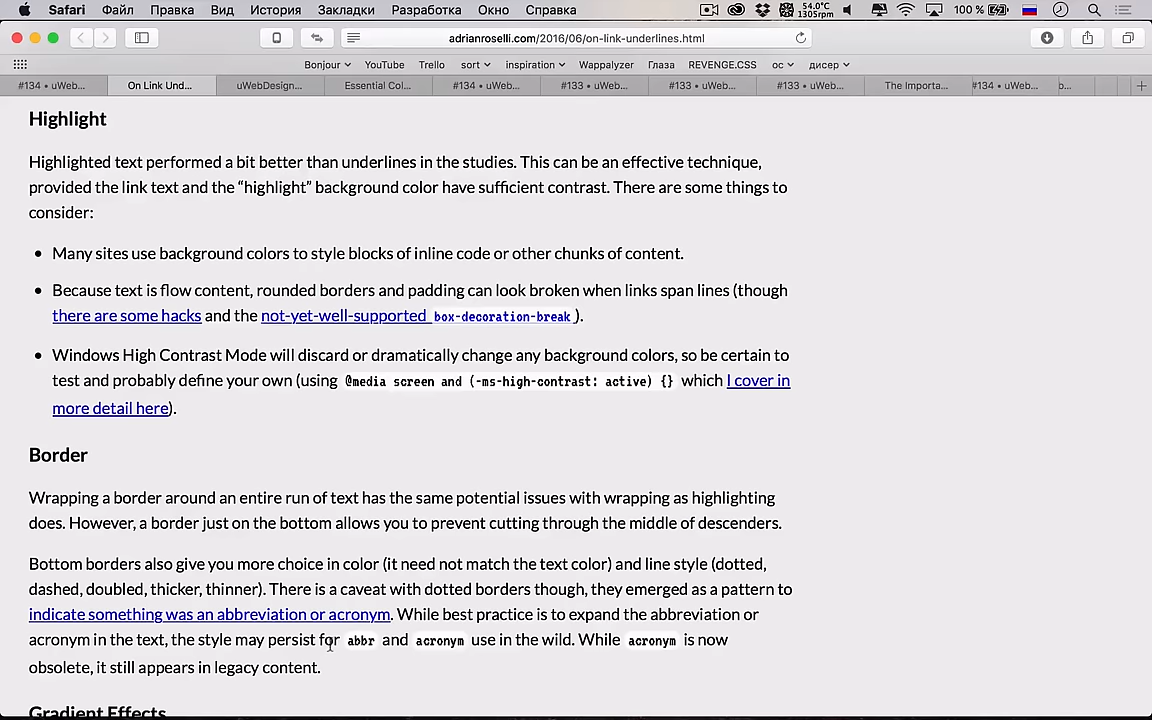 Safari Файл Правка Вид История Закладки Разработка Окно Справка 54.0°C 1305rpm 100 %
adrianroselli.com/2016/06/on-link-underlines.html
Bonjour YouTube Trello sort inspiration Wappalyzer Глаза REVENGE.CSS ос дисер
#134 • uWeb... On Link Und... uWebDesign... Essential Col... #134 • uWeb... #133 • uWeb... #133 • uWeb... #133 • uWeb... The Importa... #134 • uWeb... b...
Highlight
Highlighted text performed a bit better than underlines in the studies. This can be an effective technique,
provided the link text and the “highlight” background color have sufficient contrast. There are some things to
consider:
• Many sites use background colors to style blocks of inline code or other chunks of content.
• Because text is flow content, rounded borders and padding can look broken when links span lines (though
there are some hacks and the not-yet-well-supported box-decoration-break ).
• Windows High Contrast Mode will discard or dramatically change any background colors, so be certain to
test and probably define your own (using @media screen and (-ms-high-contrast: active) {} which I cover in
more detail here).
Border
Wrapping a border around an entire run of text has the same potential issues with wrapping as highlighting
does. However, a border just on the bottom allows you to prevent cutting through the middle of descenders.
Bottom borders also give you more choice in color (it need not match the text color) and line style (dotted,
dashed, doubled, thicker, thinner). There is a caveat with dotted borders though, they emerged as a pattern to
indicate something was an abbreviation or acronym. While best practice is to expand the abbreviation or
acronym in the text, the style may persist for abbr and acronym use in the wild. While acronym is now
obsolete, it still appears in legacy content.
Gradient Effects